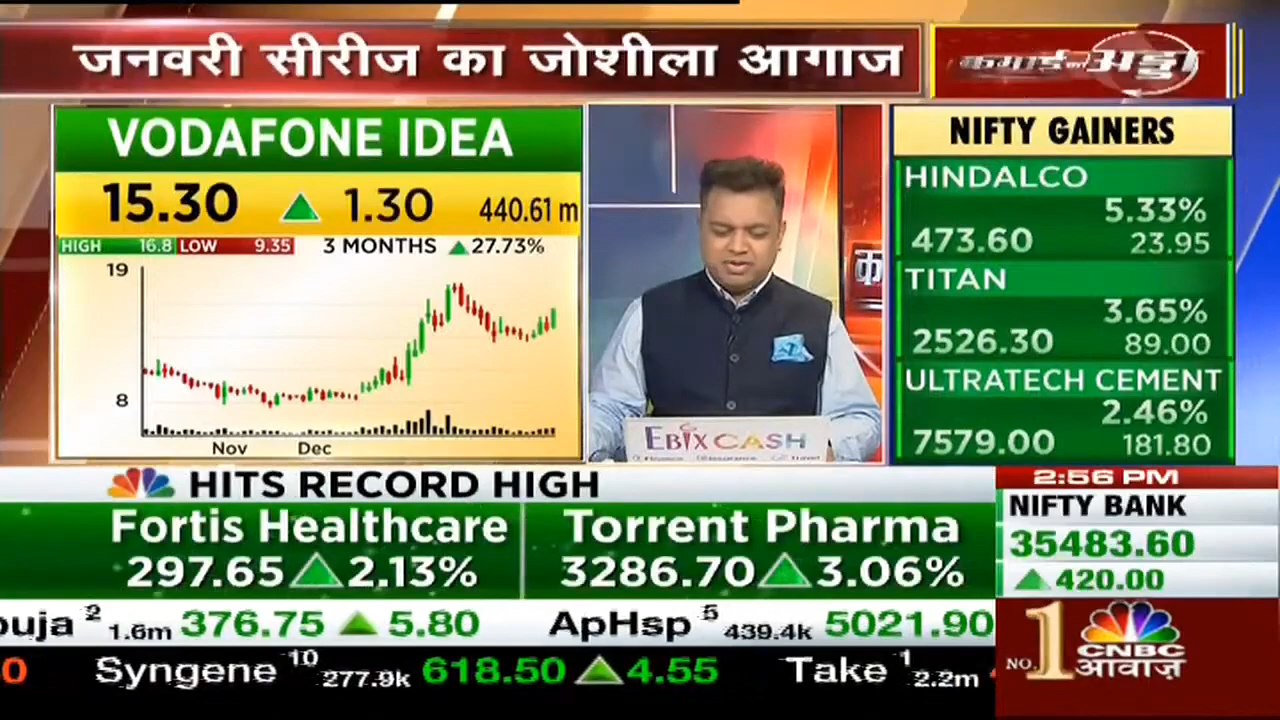 जनवरी सीरीज का जोशीला आगाज
कमाई का अड्डा
VODAFONE IDEA
15.30 ▲ 1.30 440.61 m
HIGH 16.8 LOW 9.35 3 MONTHS ▲ 27.73%
19
8
Nov Dec
क
EBIXCASH
NIFTY GAINERS
HINDALCO
5.33%
473.60 23.95
TITAN
3.65%
2526.30 89.00
ULTRATECH CEMENT
2.46%
7579.00 181.80
HITS RECORD HIGH
Fortis Healthcare
297.65 ▲ 2.13%
Torrent Pharma
3286.70 ▲ 3.06%
2:56 PM
NIFTY BANK
35483.60
▲ 420.00
ouja 2 1.6m 376.75 ▲ 5.80 ApHsp 5 439.4k 5021.90
0 Syngene 10 277.9k 618.50 ▲ 4.55 Take 1 2.2m
NO. 1 CNBC
आवाज़